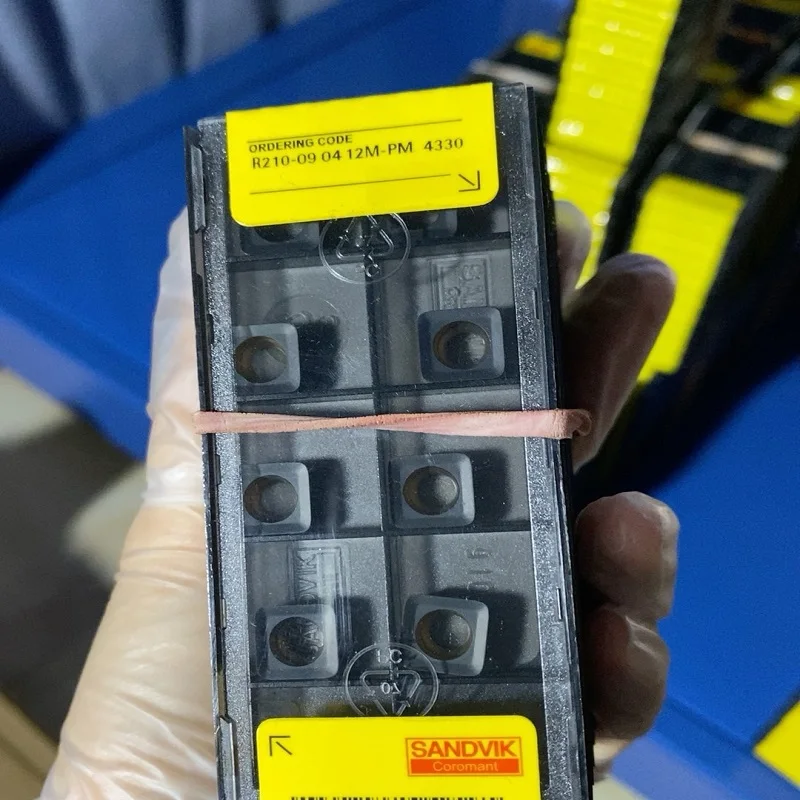 ORDERING CODE
R210-09 04 12M-PM 4330
SANDVIK
Coromant